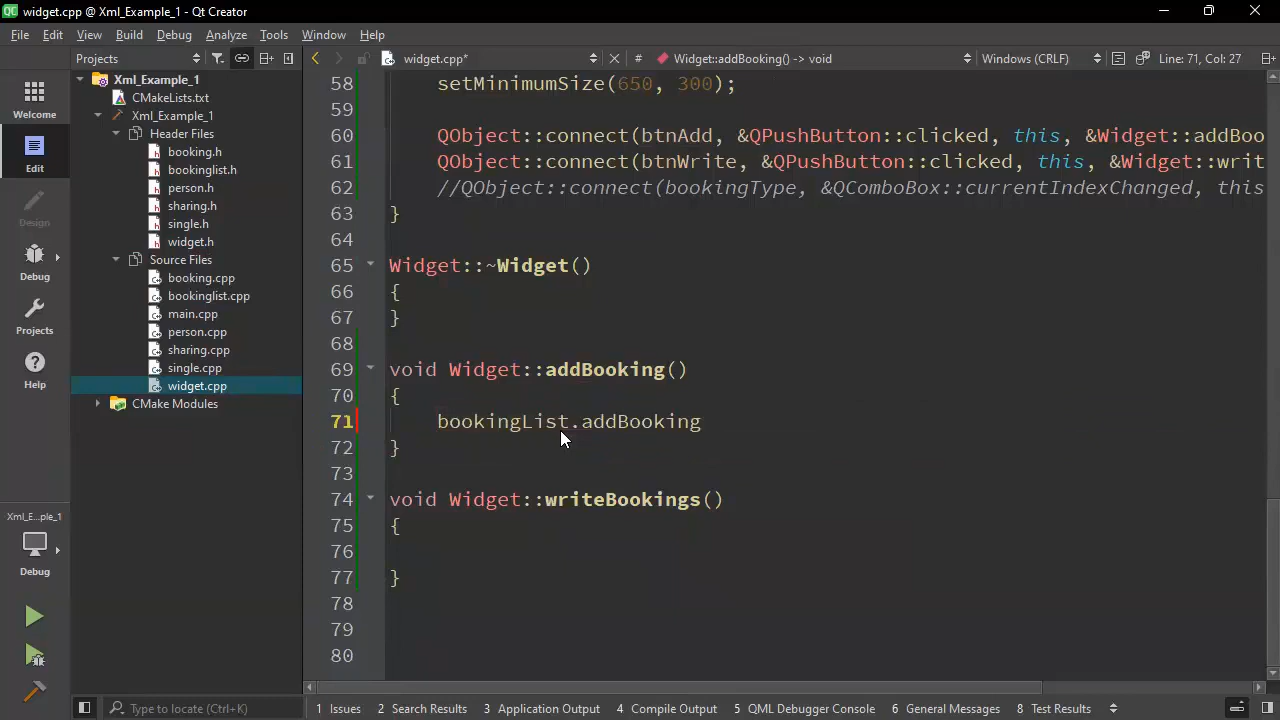 QC widget.cpp @ Xml_Example_1 - Qt Creator
File Edit View Build Debug Analyze Tools Window Help
Projects widget.cpp* # Widget::addBooking() -> void Windows (CRLF) Line: 71, Col: 27
Welcome
Edit
Design
Debug
Projects
Help
Xml_E...ple_1
Debug
Xml_Example_1
CMakeLists.txt
Xml_Example_1
Header Files
booking.h
bookinglist.h
person.h
sharing.h
single.h
widget.h
Source Files
booking.cpp
bookinglist.cpp
main.cpp
person.cpp
sharing.cpp
single.cpp
widget.cpp
CMake Modules
58 setMinimumSize(650, 300);
59
60 QObject::connect(btnAdd, &QPushButton::clicked, this, &Widget::addBoo
61 QObject::connect(btnWrite, &QPushButton::clicked, this, &Widget::writ
62 //QObject::connect(bookingType, &QComboBox::currentIndexChanged, this
63 }
64
65 Widget::~Widget()
66 {
67 }
68
69 void Widget::addBooking()
70 {
71 bookingList.addBooking
72 }
73
74 void Widget::writeBookings()
75 {
76
77 }
78
79
80
Type to locate (Ctrl+K) 1 Issues 2 Search Results 3 Application Output 4 Compile Output 5 QML Debugger Console 6 General Messages 8 Test Results